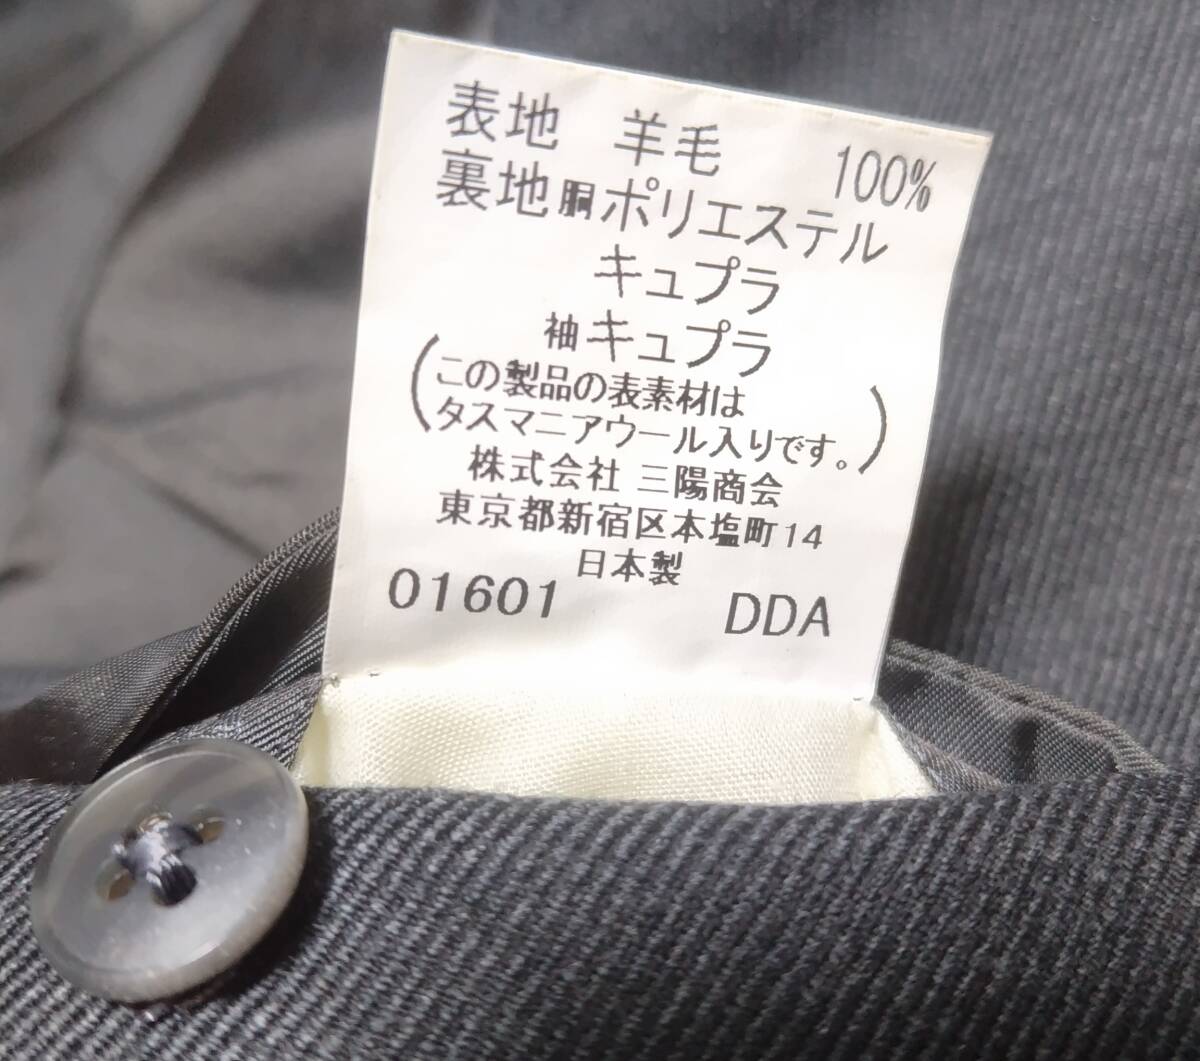 表地 羊毛 100%
裏地 胴 ポリエステル
キュプラ
袖 キュプラ
(この製品の表素材は
タスマニアウール入りです。)
株式会社 三陽商会
東京都新宿区本塩町14
日本製
01601 DDA